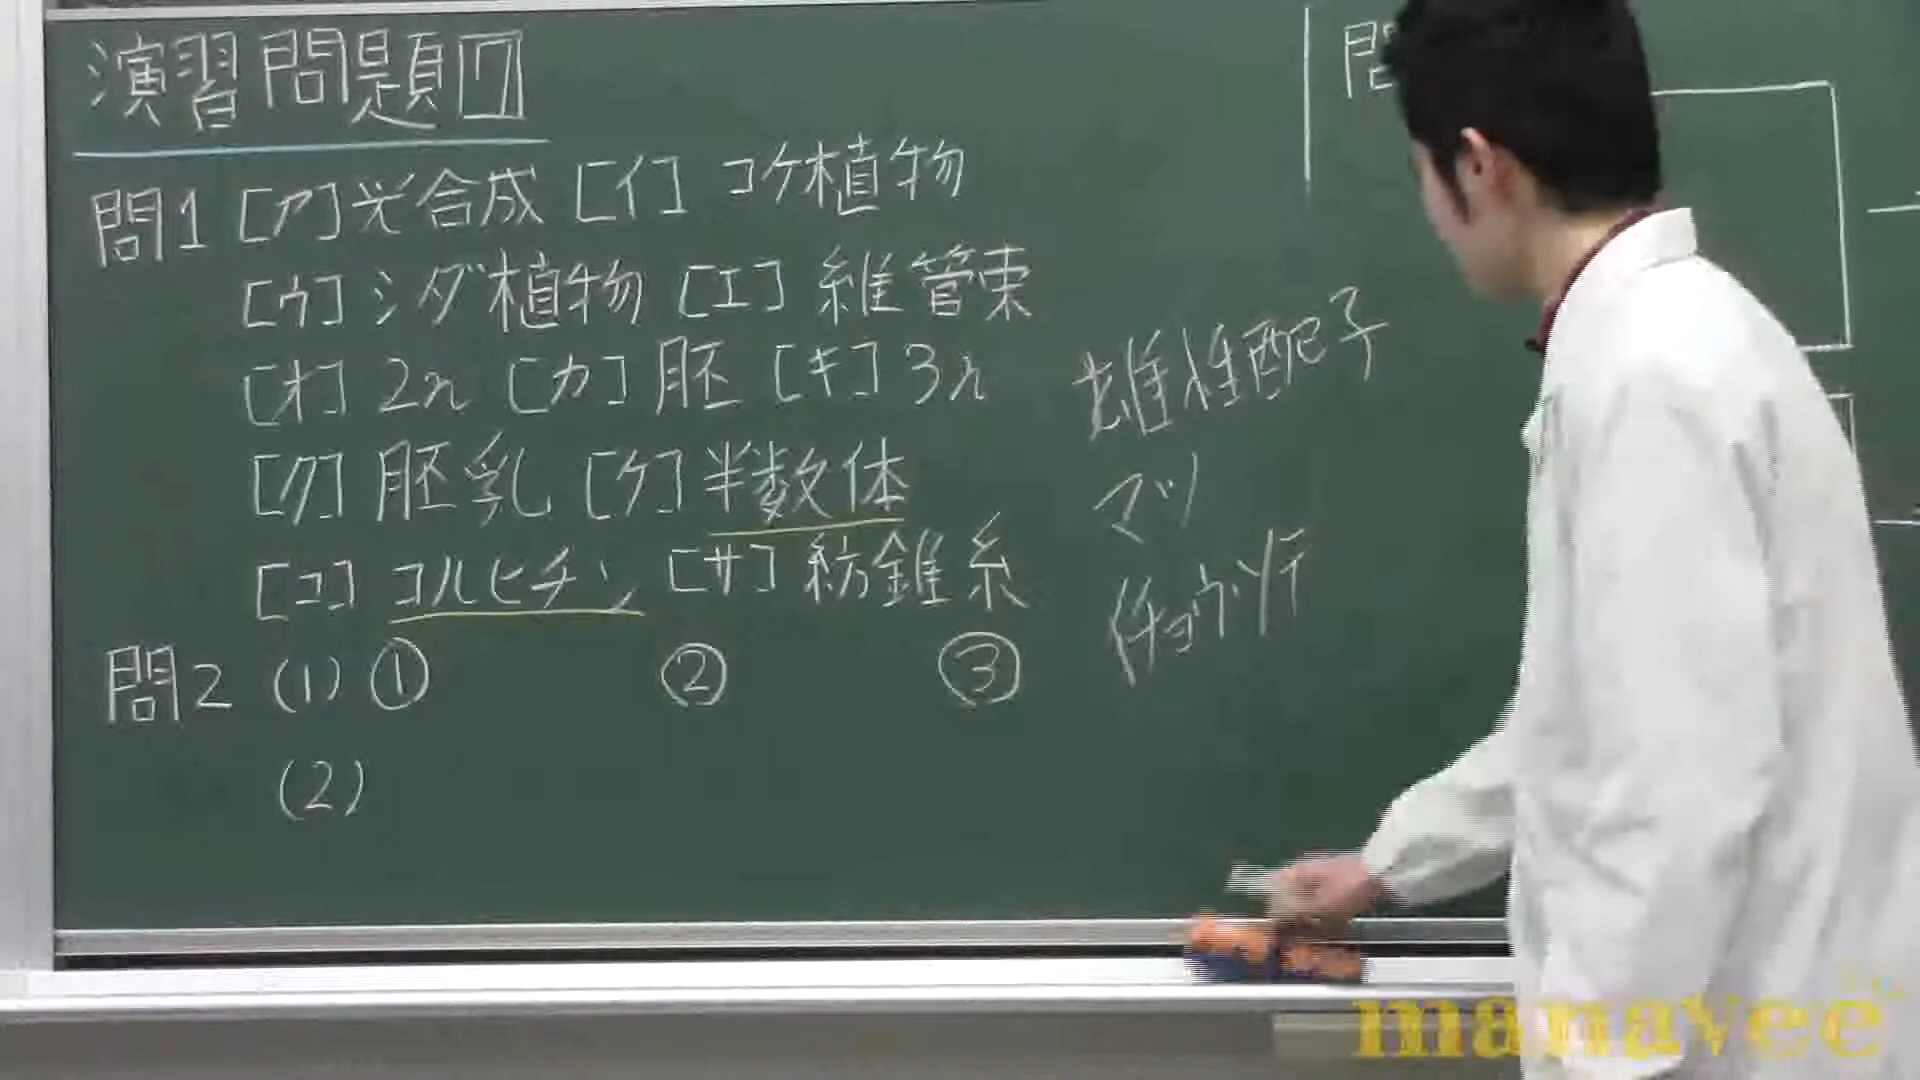 演習問題7
問1 [ア]光合成 [イ] コケ植物
[ウ]シダ植物 [エ] 維管束
[オ] 2n [カ] 胚 [キ] 3n
[ク] 胚乳 [ケ] 半数体
[コ] コルヒチン [サ] 紡錘糸
問2 (1) ① ② ③
(2)
雄性配子
マツ
イチョウ・ソテ
問
manavee